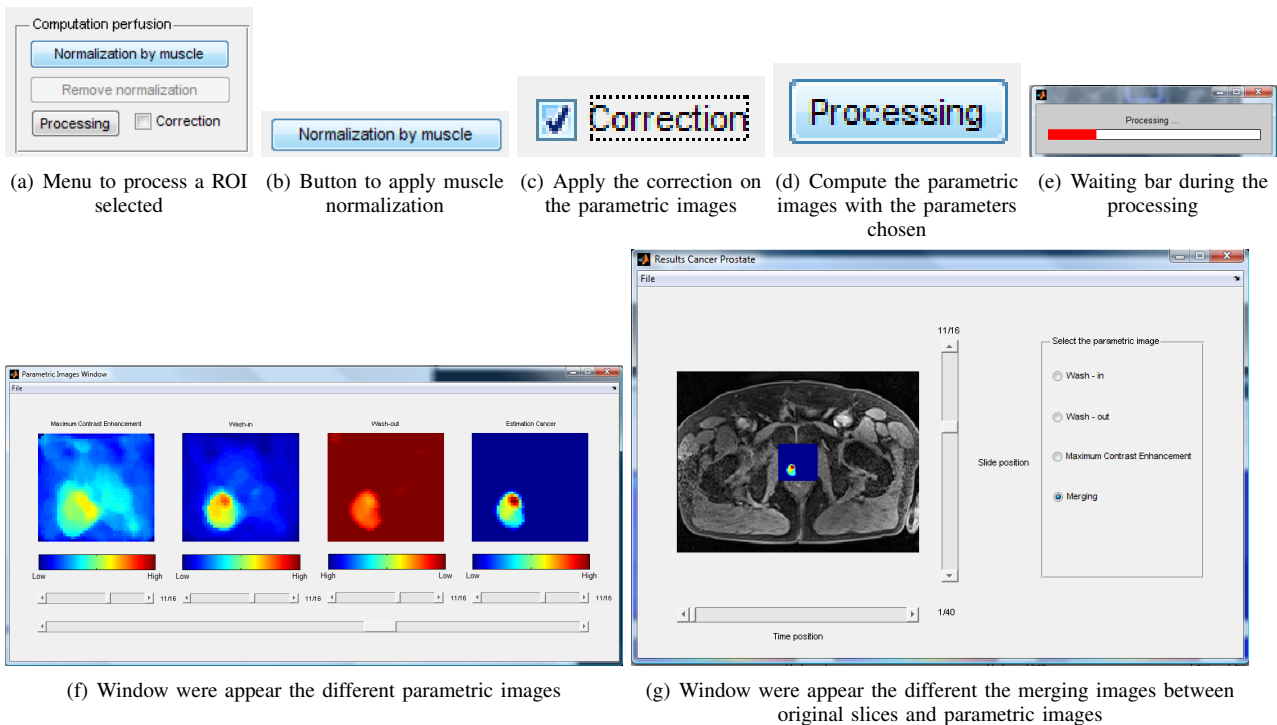 Computation perfusion
Normalization by muscle
Remove normalization
Processing
Correction
Normalization by muscle
Correction
Processing
Processing ...
(a) Menu to process a ROI
selected
(b) Button to apply muscle
normalization
(c) Apply the correction on
the parametric images
(d) Compute the parametric
images with the parameters
chosen
(e) Waiting bar during the
processing
Parametric Images Window
File
Maximum Contrast Enhancement
Wash-in
Wash-out
Estimation Cancer
Low High
Low High
High Low
Low High
11/16
11/16
11/16
11/16
(f) Window were appear the different parametric images
Results Cancer Prostate
File
11/16
Slide position
1/40
Time position
Select the parametric image
Wash - in
Wash - out
Maximum Contrast Enhancement
Merging
(g) Window were appear the different the merging images between
original slices and parametric images